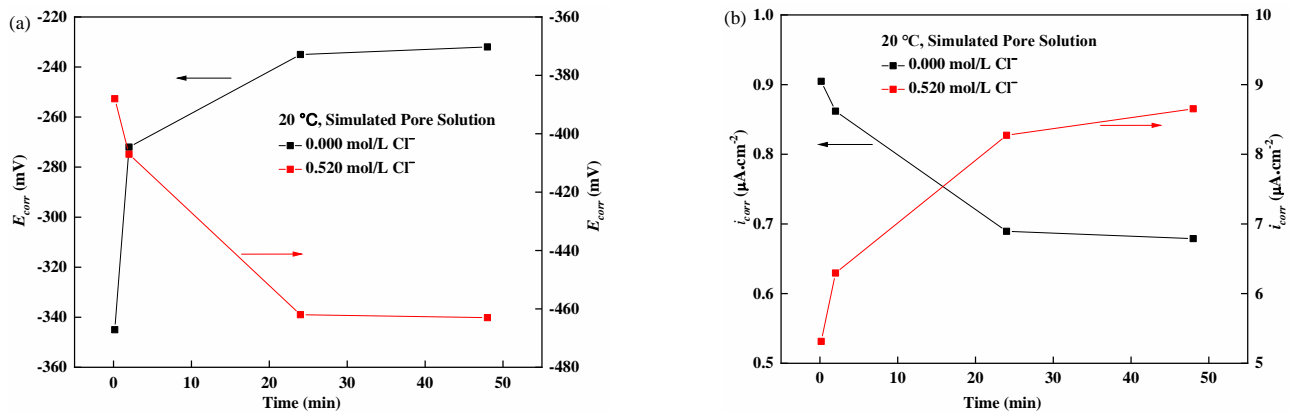 (a)
-220
-240
-260
-280
-300
-320
-340
-360
E_corr (mV)
-360
-380
-400
-420
-440
-460
-480
E_corr (mV)
20 ℃, Simulated Pore Solution
0.000 mol/L Cl⁻
0.520 mol/L Cl⁻
0 10 20 30 40 50
Time (min)
(b)
1.0
0.9
0.8
0.7
0.6
0.5
i_corr (μA.cm⁻²)
10
9
8
7
6
5
i_corr (μA.cm⁻²)
20 ℃, Simulated Pore Solution
0.000 mol/L Cl⁻
0.520 mol/L Cl⁻
0 10 20 30 40 50
Time (min)